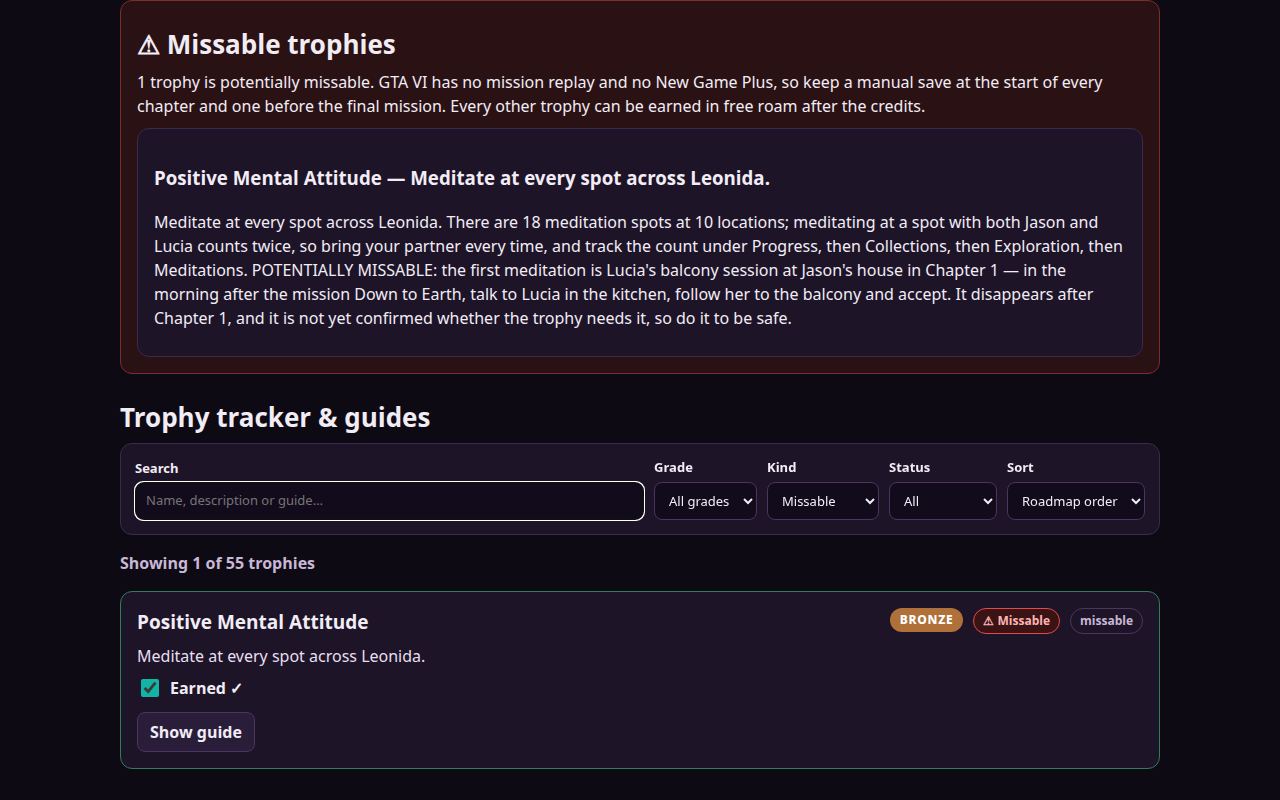 ⚠ Missable trophies
1 trophy is potentially missable. GTA VI has no mission replay and no New Game Plus, so keep a manual save at the start of every
chapter and one before the final mission. Every other trophy can be earned in free roam after the credits.
Positive Mental Attitude — Meditate at every spot across Leonida.
Meditate at every spot across Leonida. There are 18 meditation spots at 10 locations; meditating at a spot with both Jason and
Lucia counts twice, so bring your partner every time, and track the count under Progress, then Collections, then Exploration, then
Meditations. POTENTIALLY MISSABLE: the first meditation is Lucia's balcony session at Jason's house in Chapter 1 — in the
morning after the mission Down to Earth, talk to Lucia in the kitchen, follow her to the balcony and accept. It disappears after
Chapter 1, and it is not yet confirmed whether the trophy needs it, so do it to be safe.
Trophy tracker & guides
Search Grade Kind Status Sort
Name, description or guide... All grades Missable All Roadmap order
Showing 1 of 55 trophies
Positive Mental Attitude BRONZE ⚠ Missable missable
Meditate at every spot across Leonida.
Earned ✓
Show guide